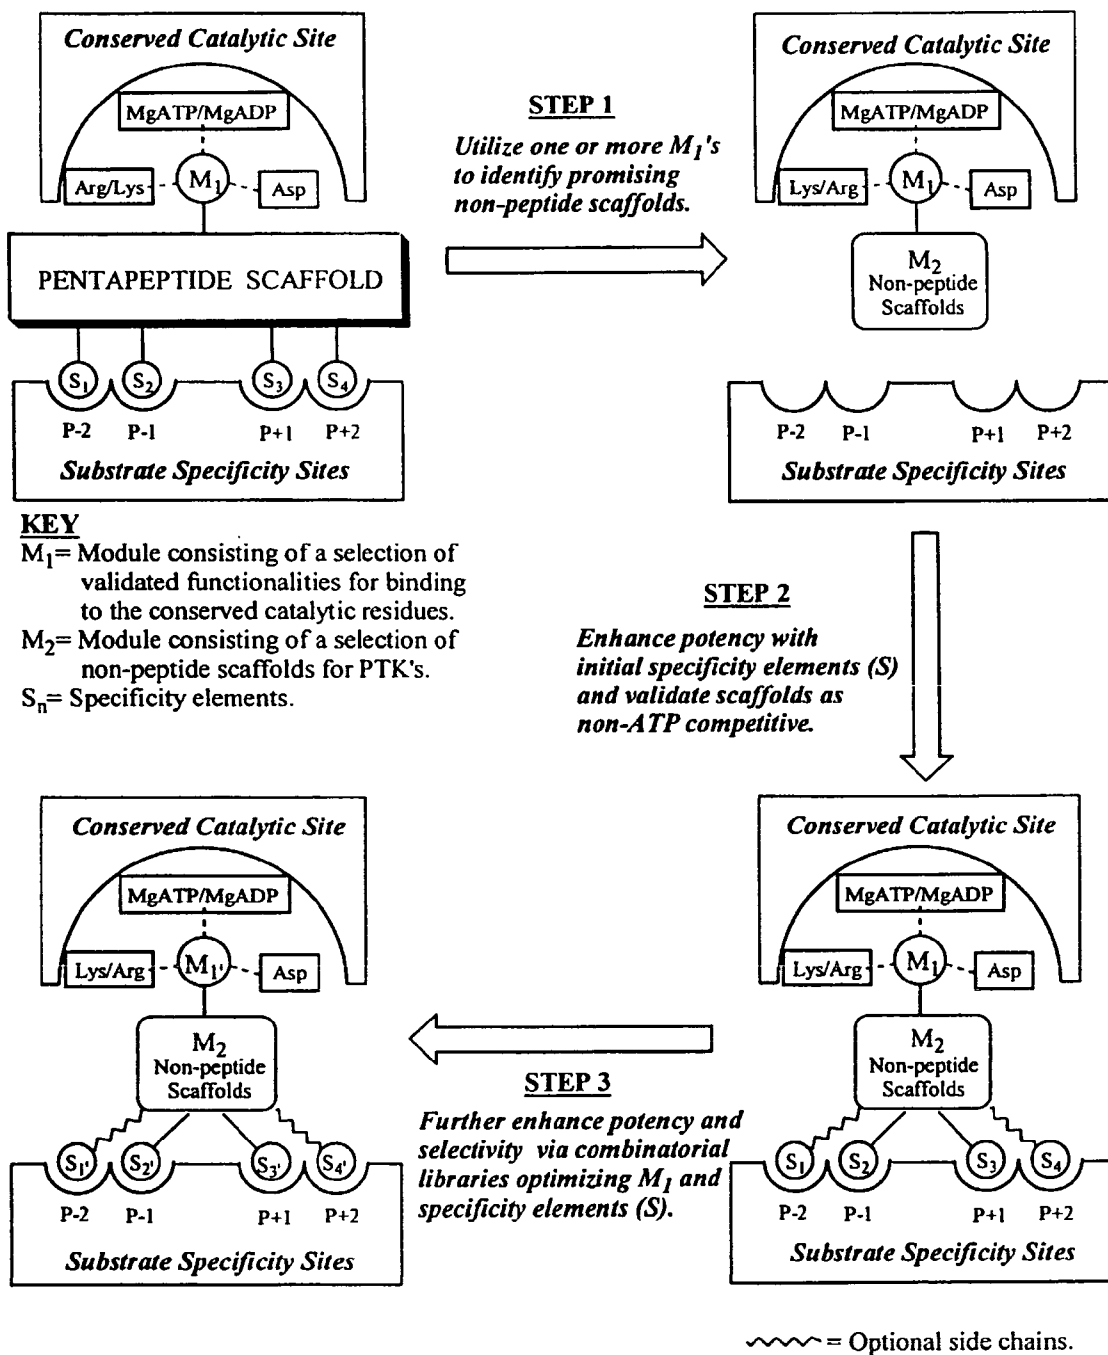 Conserved Catalytic Site
MgATP/MgADP
Arg/Lys
M1
Asp
PENTAPEPTIDE SCAFFOLD
S1
S2
S3
S4
P-2
P-1
P+1
P+2
Substrate Specificity Sites
STEP 1
Utilize one or more M1's
to identify promising
non-peptide scaffolds.
Conserved Catalytic Site
MgATP/MgADP
Lys/Arg
M1
Asp
M2
Non-peptide
Scaffolds
P-2
P-1
P+1
P+2
Substrate Specificity Sites
KEY
M1= Module consisting of a selection of
validated functionalities for binding
to the conserved catalytic residues.
M2= Module consisting of a selection of
non-peptide scaffolds for PTK's.
Sn= Specificity elements.
STEP 2
Enhance potency with
initial specificity elements (S)
and validate scaffolds as
non-ATP competitive.
Conserved Catalytic Site
MgATP/MgADP
Lys/Arg
M1
Asp
M2
Non-peptide
Scaffolds
S1
S2
S3
S4
P-2
P-1
P+1
P+2
Substrate Specificity Sites
STEP 3
Further enhance potency and
selectivity via combinatorial
libraries optimizing M1 and
specificity elements (S).
Conserved Catalytic Site
MgATP/MgADP
Lys/Arg
M1'
Asp
M2
Non-peptide
Scaffolds
S1'
S2'
S3'
S4'
P-2
P-1
P+1
P+2
Substrate Specificity Sites
= Optional side chains.